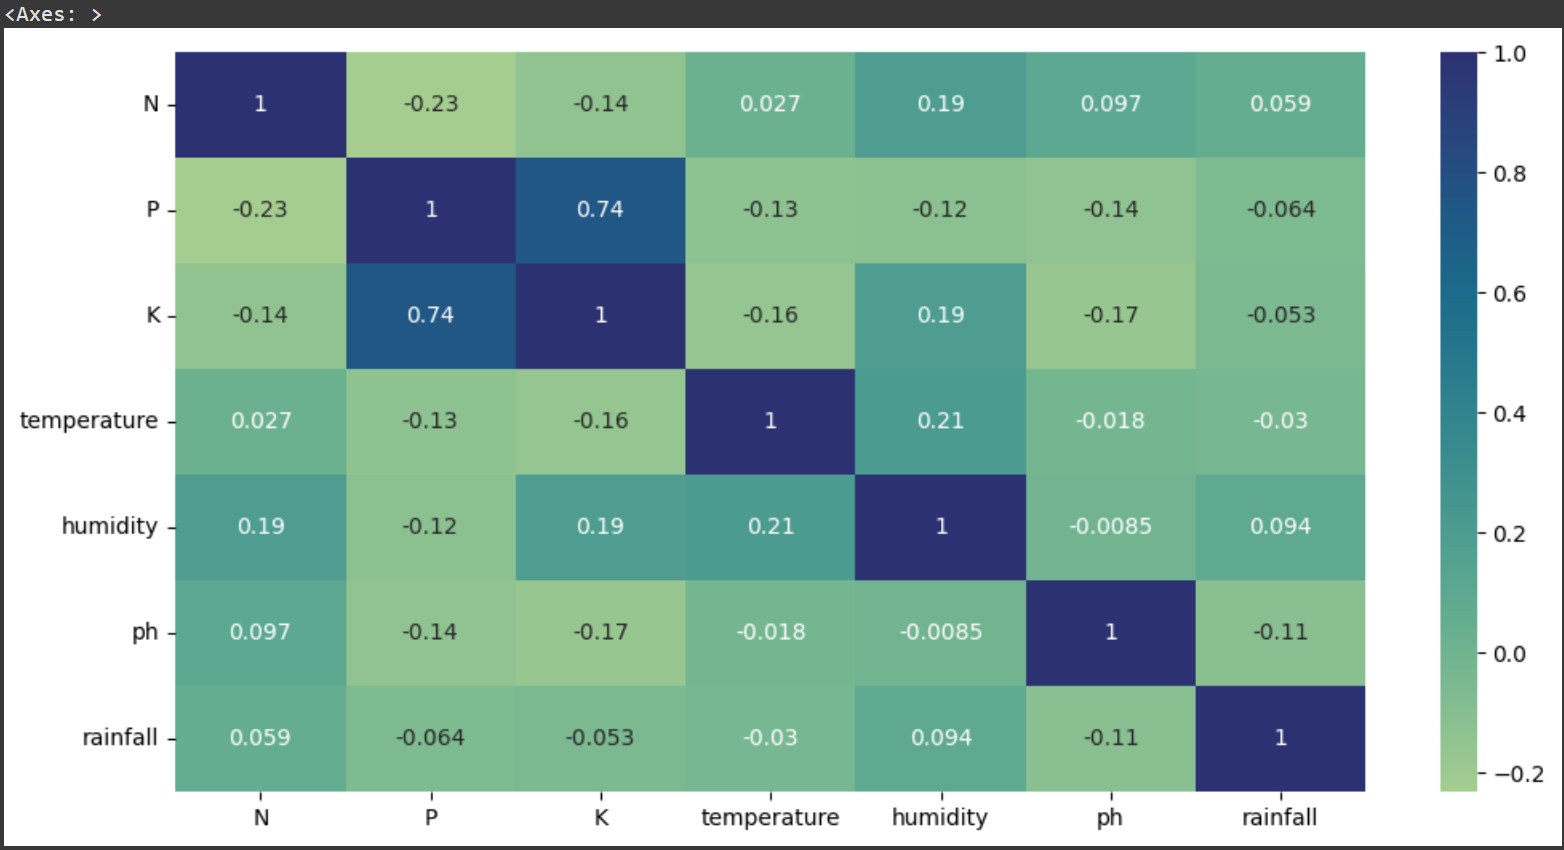 <Axes: >
N 1 -0.23 -0.14 0.027 0.19 0.097 0.059
P -0.23 1 0.74 -0.13 -0.12 -0.14 -0.064
K -0.14 0.74 1 -0.16 0.19 -0.17 -0.053
temperature 0.027 -0.13 -0.16 1 0.21 -0.018 -0.03
humidity 0.19 -0.12 0.19 0.21 1 -0.0085 0.094
ph 0.097 -0.14 -0.17 -0.018 -0.0085 1 -0.11
rainfall 0.059 -0.064 -0.053 -0.03 0.094 -0.11 1
N P K temperature humidity ph rainfall
1.0
0.8
0.6
0.4
0.2
0.0
−0.2